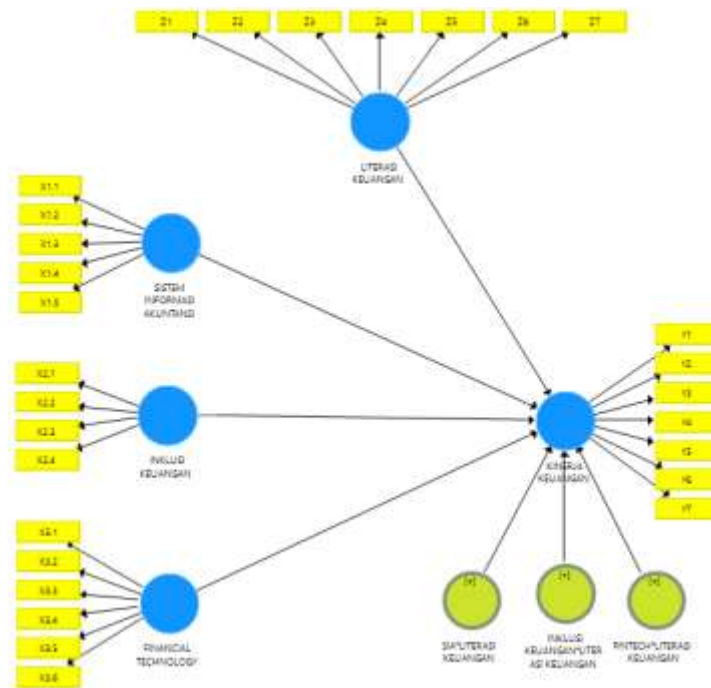 Z1
Z2
Z3
Z4
Z5
Z6
Z7
LITERASI
KEUANGAN
X1.1
X1.2
X1.3
X1.4
X1.5
SISTEM
INFORMASI
AKUNTANSI
X2.1
X2.2
X2.3
X2.4
INKLUSI
KEUANGAN
X3.1
X3.2
X3.3
X3.4
X3.5
X3.6
FINANCIAL
TECHNOLOGY
Y1
Y2
Y3
Y4
Y5
Y6
Y7
KINERJA
KEUANGAN
[+]
[+]
[+]
SIA*LITERASI
KEUANGAN
INKLUSI
KEUANGAN*LITER
ASI KEUANGAN
FINTECH*LITERASI
KEUANGAN